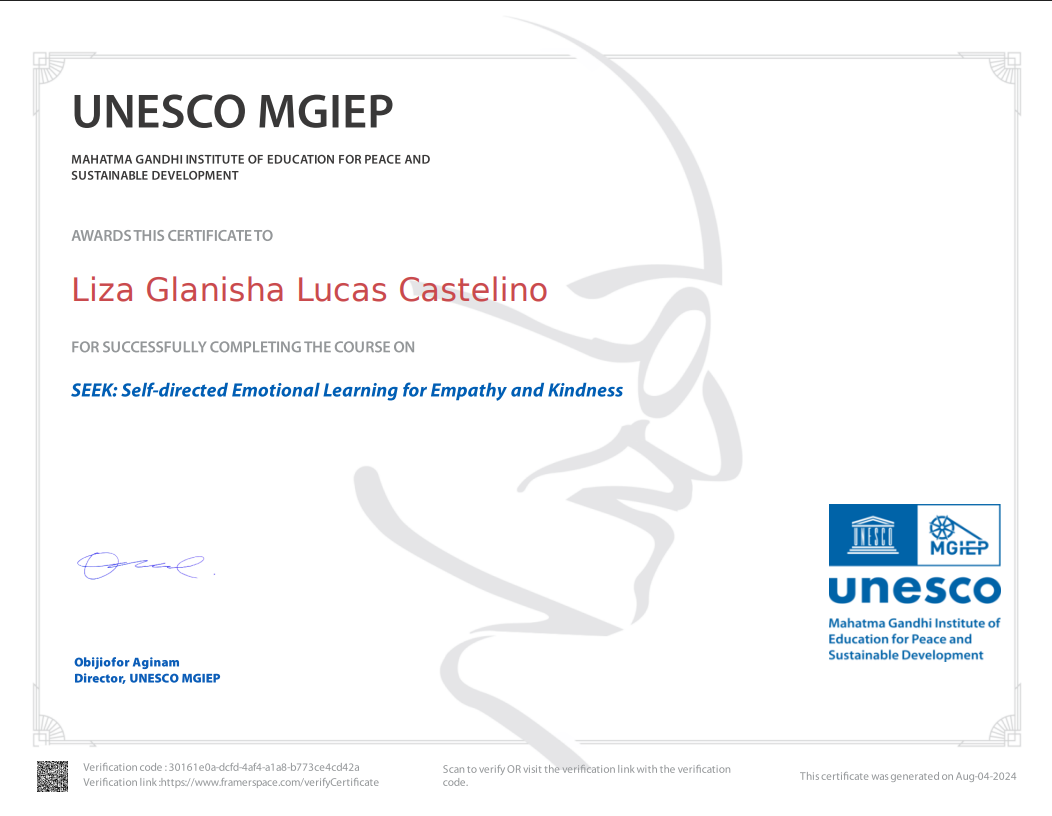 UNESCO MGIEP
MAHATMA GANDHI INSTITUTE OF EDUCATION FOR PEACE AND
SUSTAINABLE DEVELOPMENT
AWARDS THIS CERTIFICATE TO
Liza Glanisha Lucas Castelino
FOR SUCCESSFULLY COMPLETING THE COURSE ON
SEEK: Self-directed Emotional Learning for Empathy and Kindness
UNESCO
MGIEP
unesco
Mahatma Gandhi Institute of
Education for Peace and
Sustainable Development
Obijiofor Aginam
Director, UNESCO MGIEP
Verification code : 30161e0a-dcfd-4af4-a1a8-b773ce4cd42a
Verification link :https://www.framerspace.com/verifyCertificate
Scan to verify OR visit the verification link with the verification
code.
This certificate was generated on Aug-04-2024